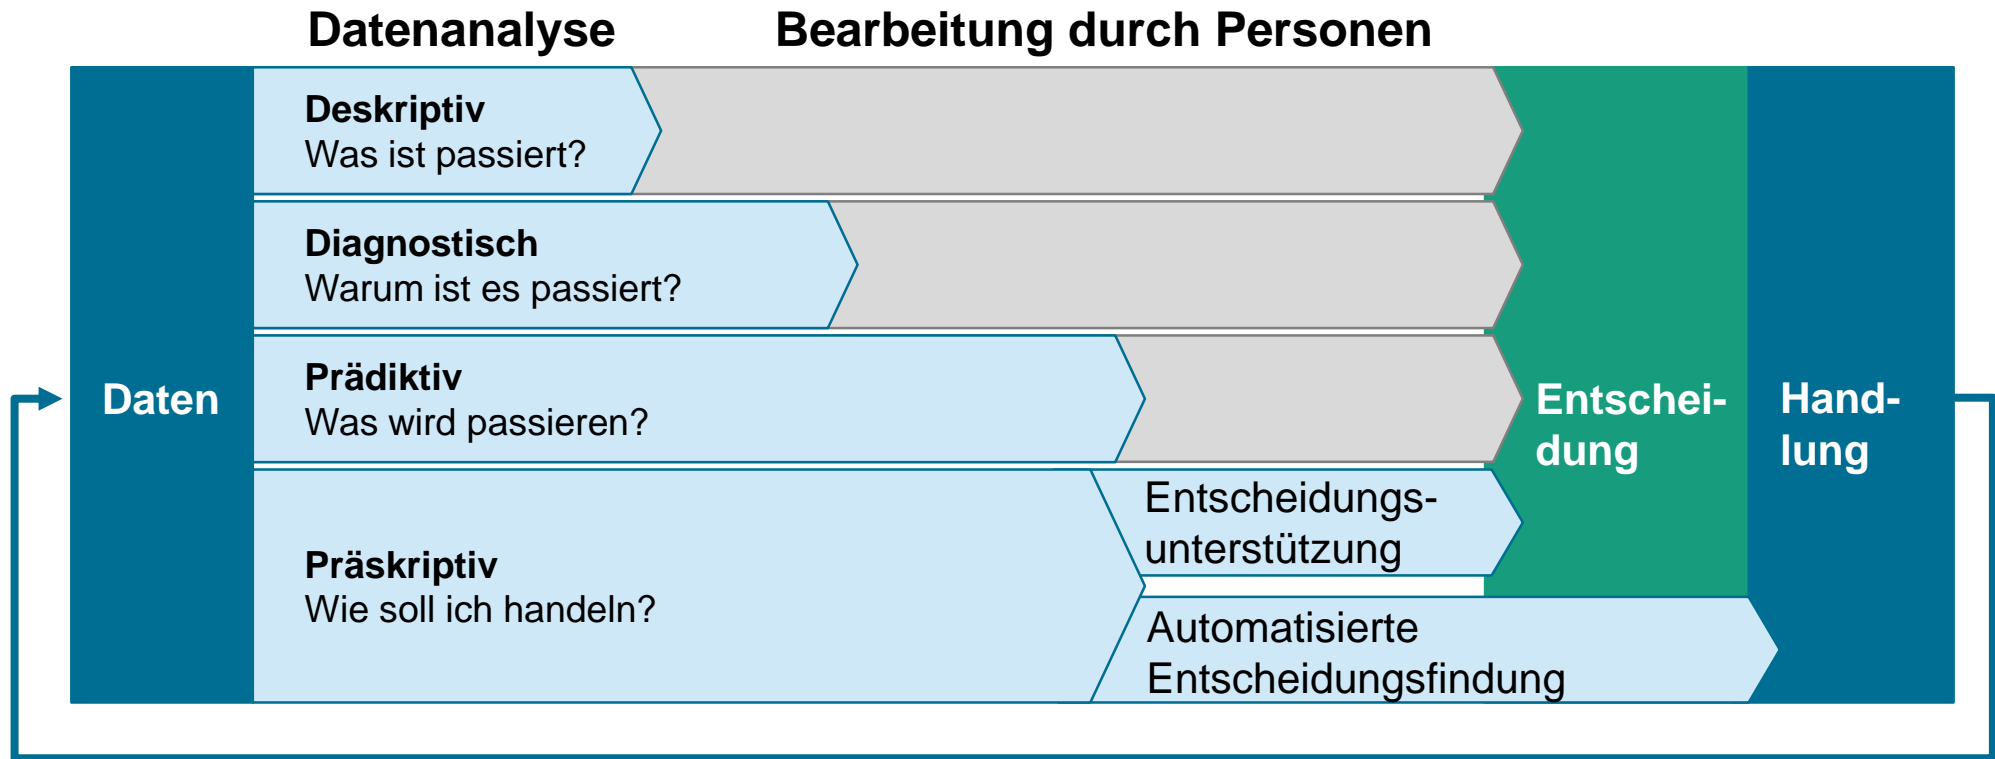 Datenanalyse
Bearbeitung durch Personen
Deskriptiv
Was ist passiert?
Diagnostisch
Warum ist es passiert?
Daten
Prädiktiv
Was wird passieren?
Entschei-
dung
Hand-
lung
Präskriptiv
Wie soll ich handeln?
Entscheidungs-
unterstützung
Automatisierte
Entscheidungsfindung